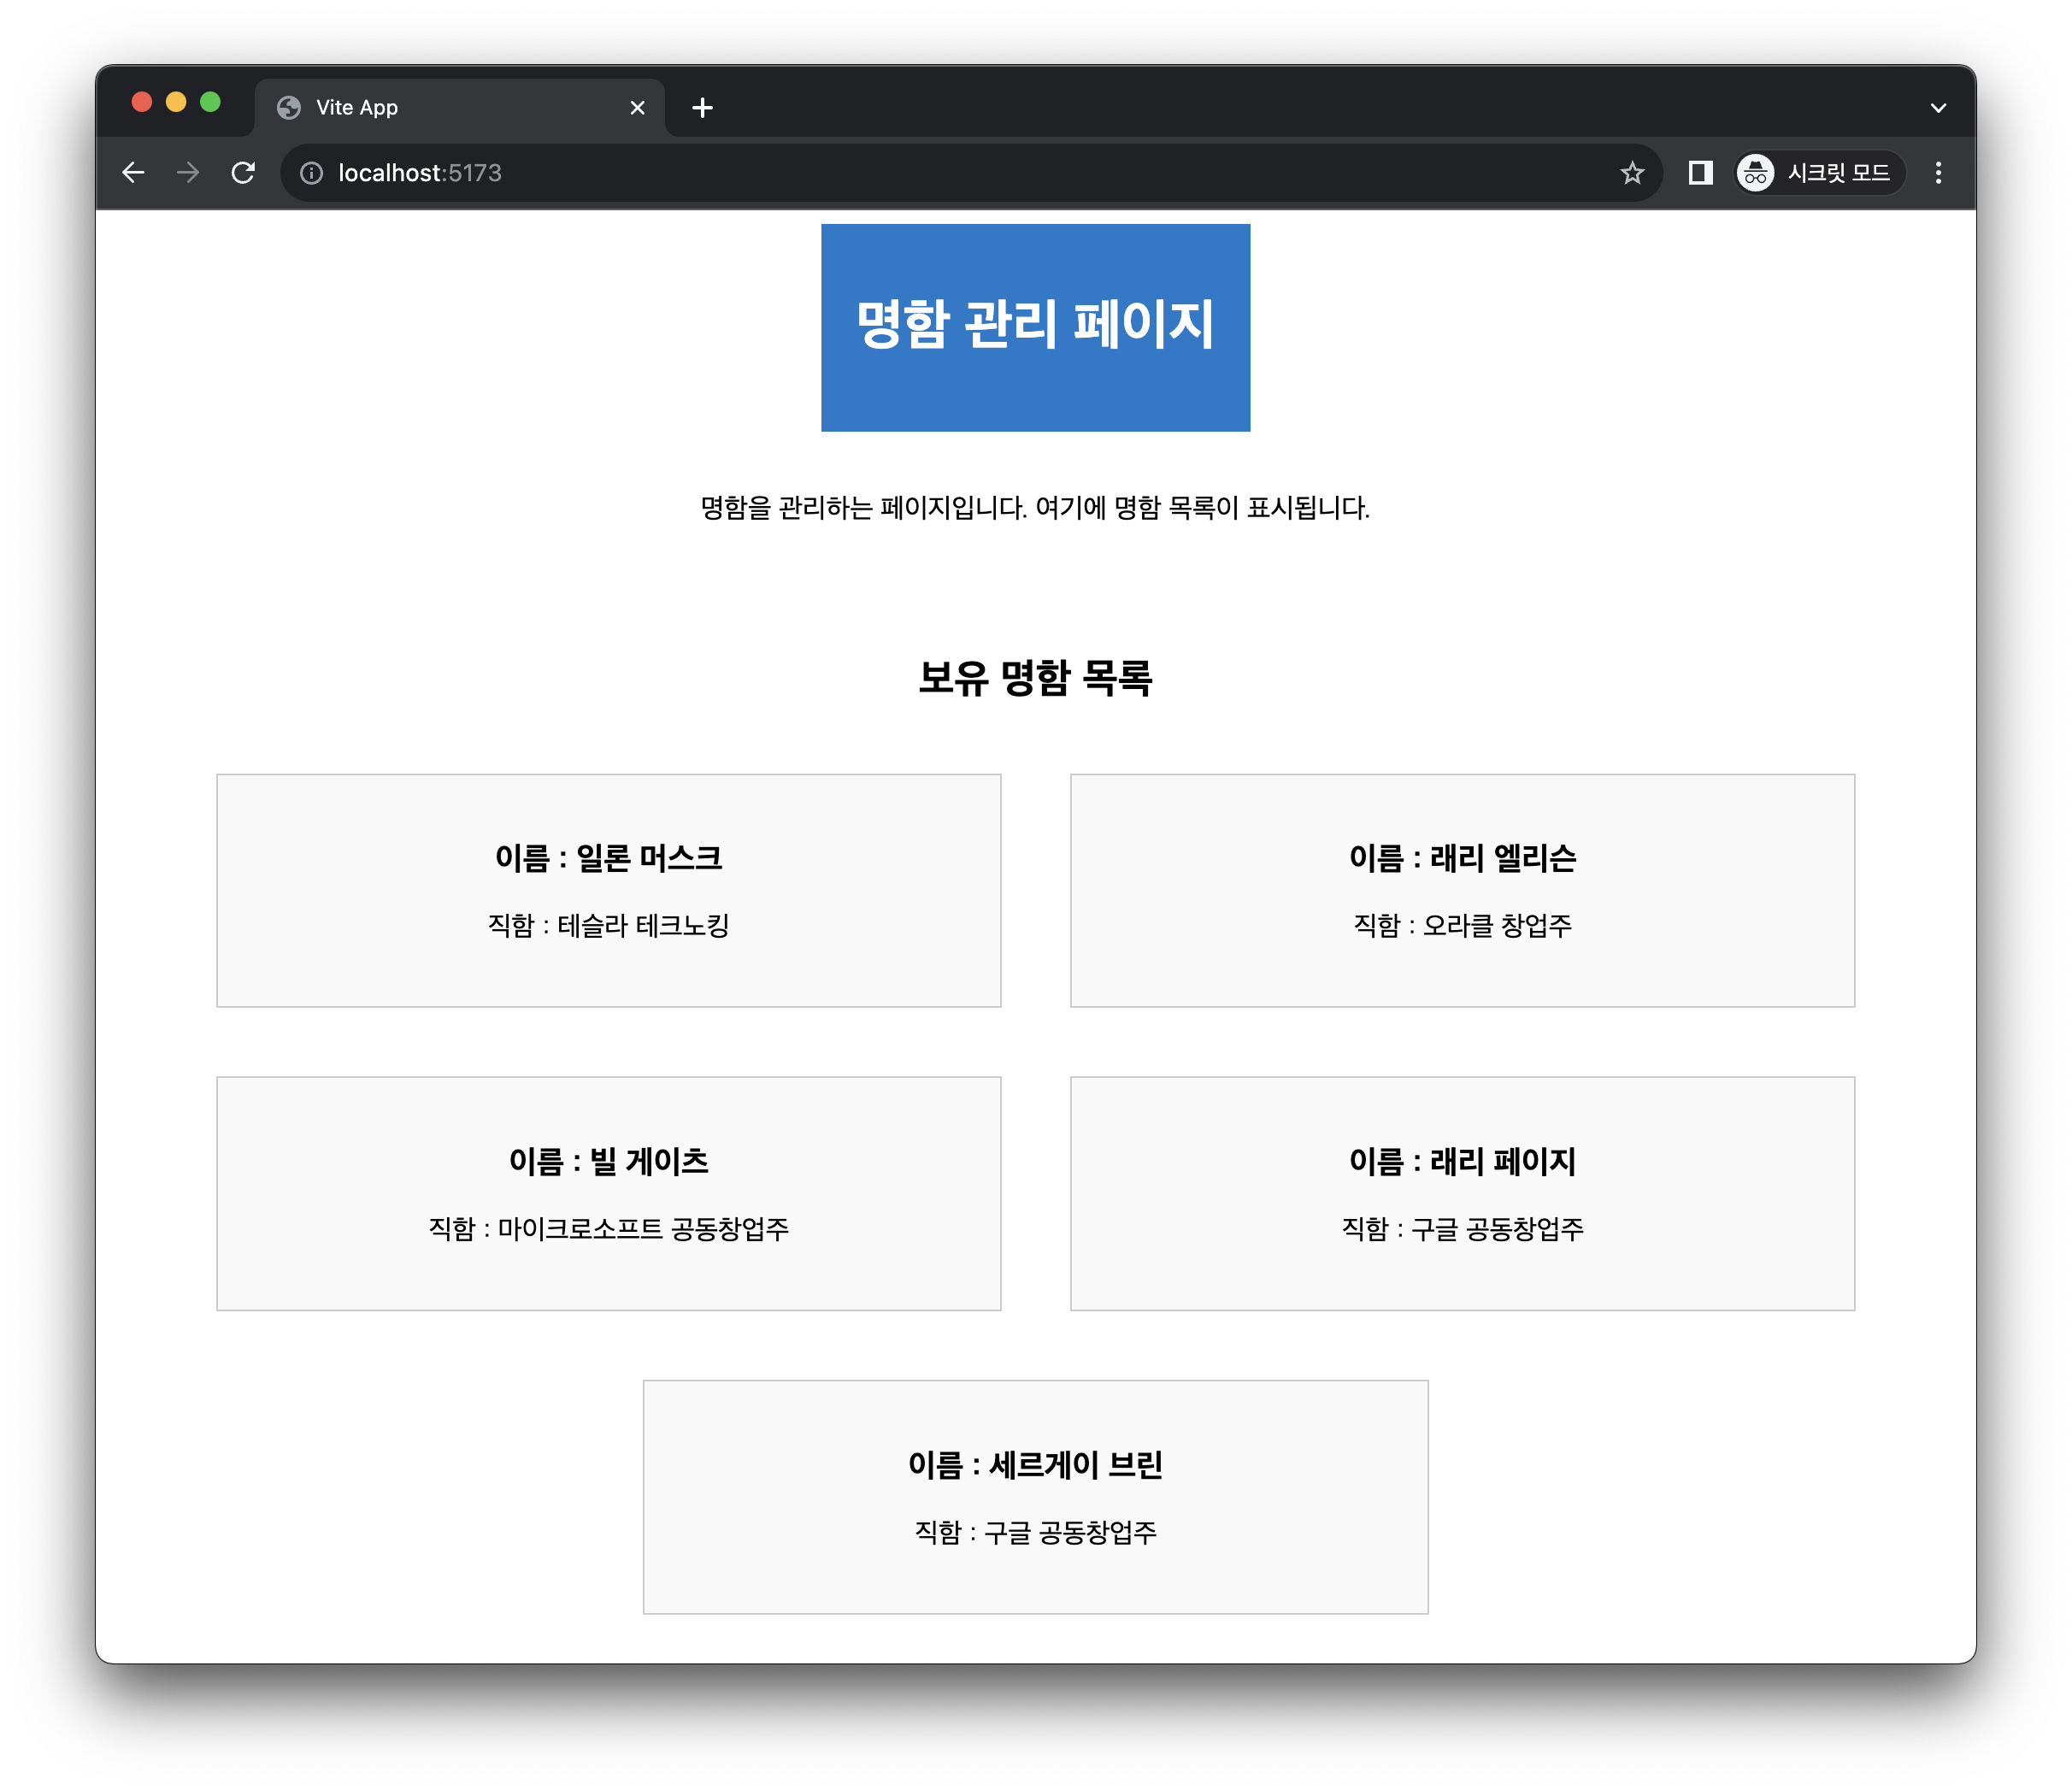 Vite App
localhost:5173
시크릿 모드
명함 관리 페이지
명함을 관리하는 페이지입니다. 여기에 명함 목록이 표시됩니다.
보유 명함 목록
이름 : 일론 머스크
직함 : 테슬라 테크노킹
이름 : 래리 엘리슨
직함 : 오라클 창업주
이름 : 빌 게이츠
직함 : 마이크로소프트 공동창업주
이름 : 래리 페이지
직함 : 구글 공동창업주
이름 : 세르게이 브린
직함 : 구글 공동창업주